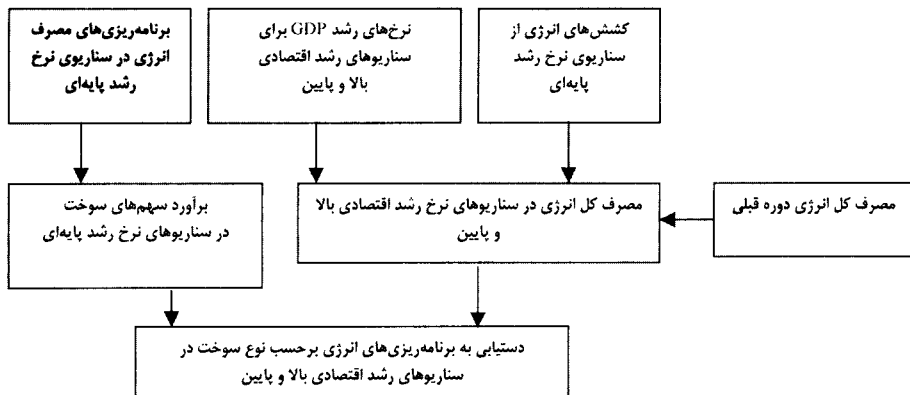 کشش‌های انرژی از
سناریوی نرخ رشد
پایه‌ای
نرخ‌های رشد GDP برای
سناریوهای رشد اقتصادی
بالا و پایین
برنامه‌ریزی‌های مصرف
انرژی در سناریوی نرخ
رشد پایه‌ای
مصرف کل انرژی دوره قبلی
مصرف کل انرژی در سناریوهای نرخ رشد اقتصادی بالا
و پایین
برآورد سهم‌های سوخت
در سناریوهای نرخ رشد پایه‌ای
دستیابی به برنامه‌ریزی‌های انرژی برحسب نوع سوخت در
سناریوهای رشد اقتصادی بالا و پایین